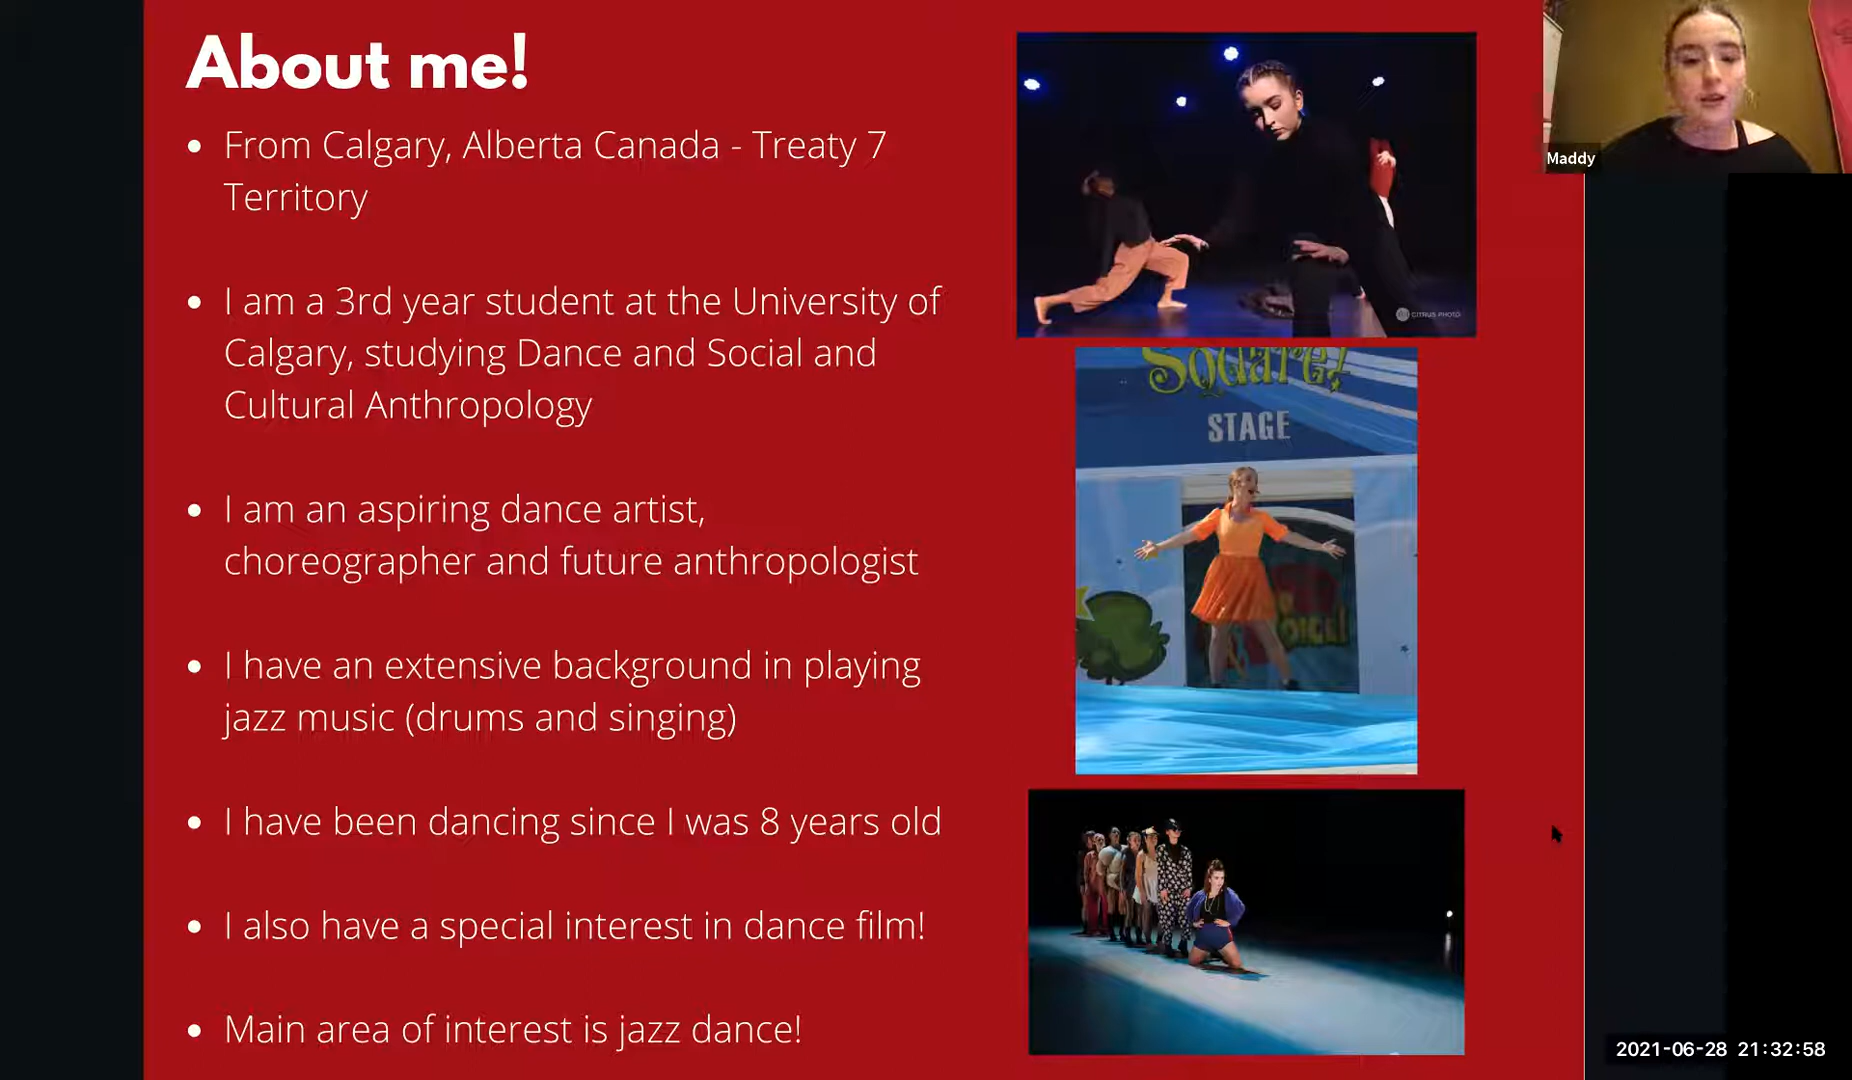 About me!
• From Calgary, Alberta Canada - Treaty 7
Territory
• I am a 3rd year student at the University of
Calgary, studying Dance and Social and
Cultural Anthropology
• I am an aspiring dance artist,
choreographer and future anthropologist
• I have an extensive background in playing
jazz music (drums and singing)
• I have been dancing since I was 8 years old
• I also have a special interest in dance film!
• Main area of interest is jazz dance!
CITRUS PHOTO
Square!
STAGE
Maddy
2021-06-28 21:32:58